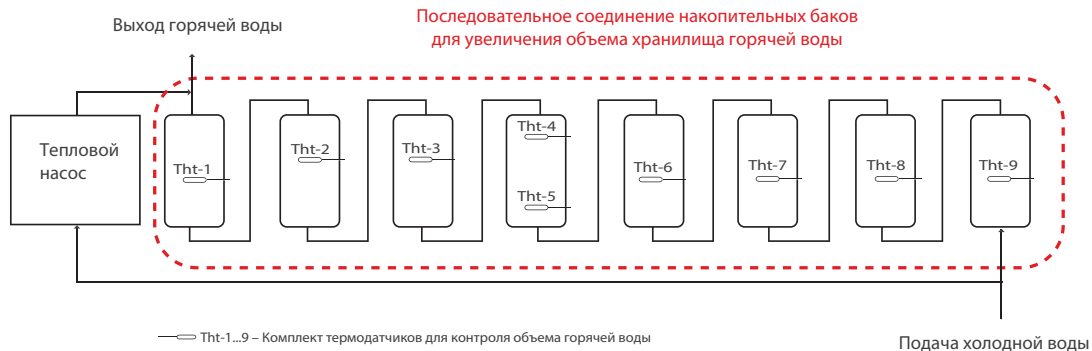 Последовательное соединение накопительных баков
для увеличения объема хранилища горячей воды
Выход горячей воды
Тепловой
насос
Tht-1
Tht-2
Tht-3
Tht-4
Tht-5
Tht-6
Tht-7
Tht-8
Tht-9
Tht-1...9 – Комплект термодатчиков для контроля объема горячей воды
Подача холодной воды